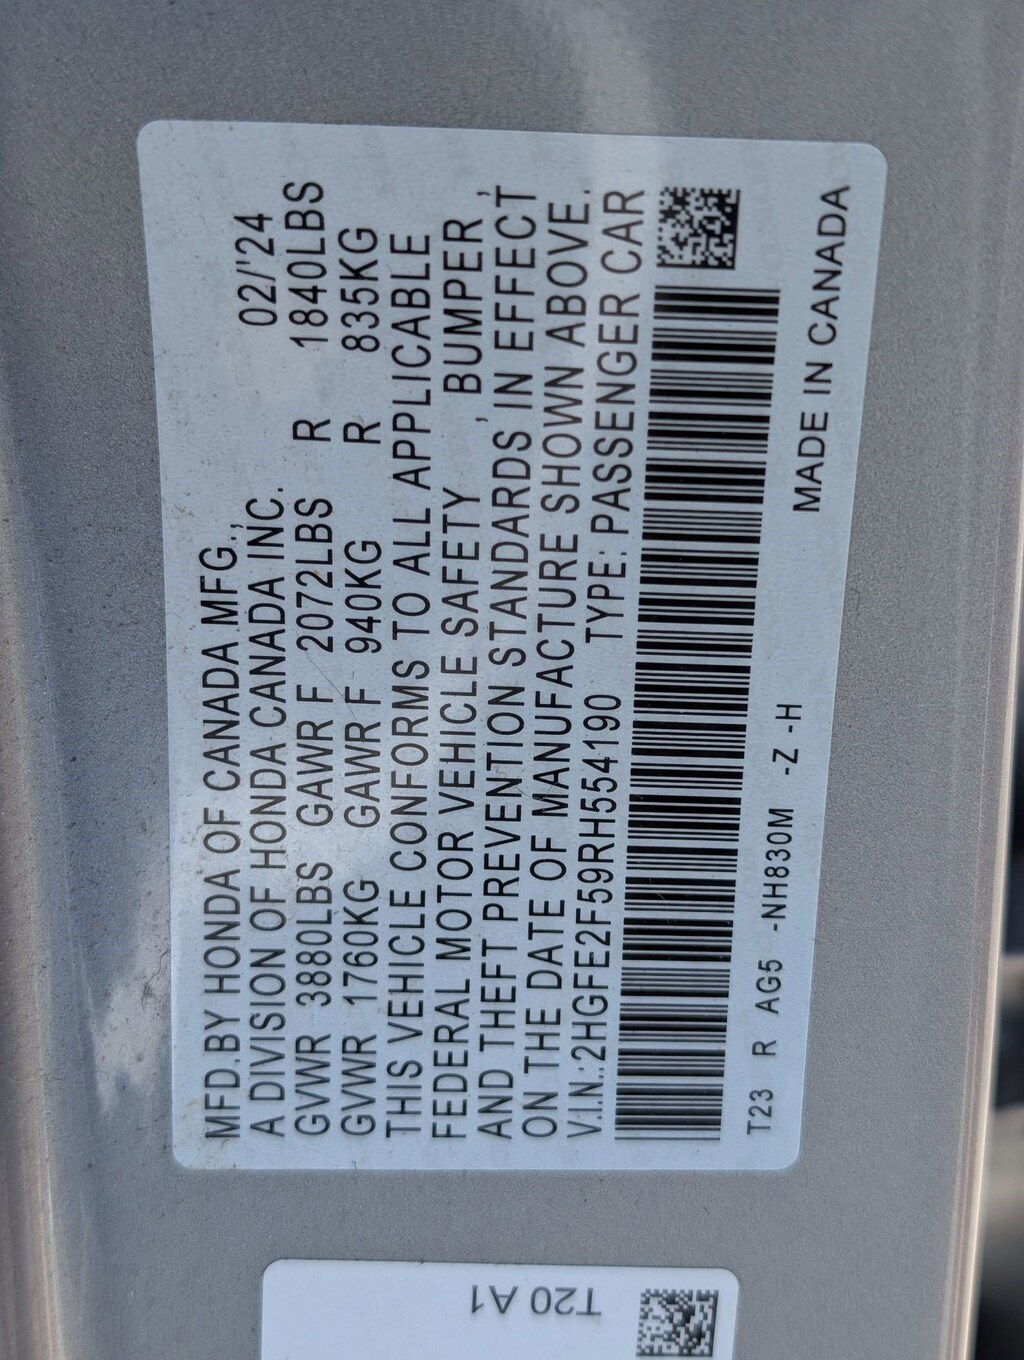 MFD.BY HONDA OF CANADA MFG., 02/'24
A DIVISION OF HONDA CANADA INC.
GVWR 3880LBS GAWR F 2072LBS R 1840LBS
GVWR 1760KG GAWR F 940KG R 835KG
THIS VEHICLE CONFORMS TO ALL APPLICABLE
FEDERAL MOTOR VEHICLE SAFETY , BUMPER ,
AND THEFT PREVENTION STANDARDS IN EFFECT
ON THE DATE OF MANUFACTURE SHOWN ABOVE.
V.I.N.:2HGFE2F59RH554190 TYPE: PASSENGER CAR
MADE IN CANADA
T23 R AG5 -NH830M -Z -H
T20 A1